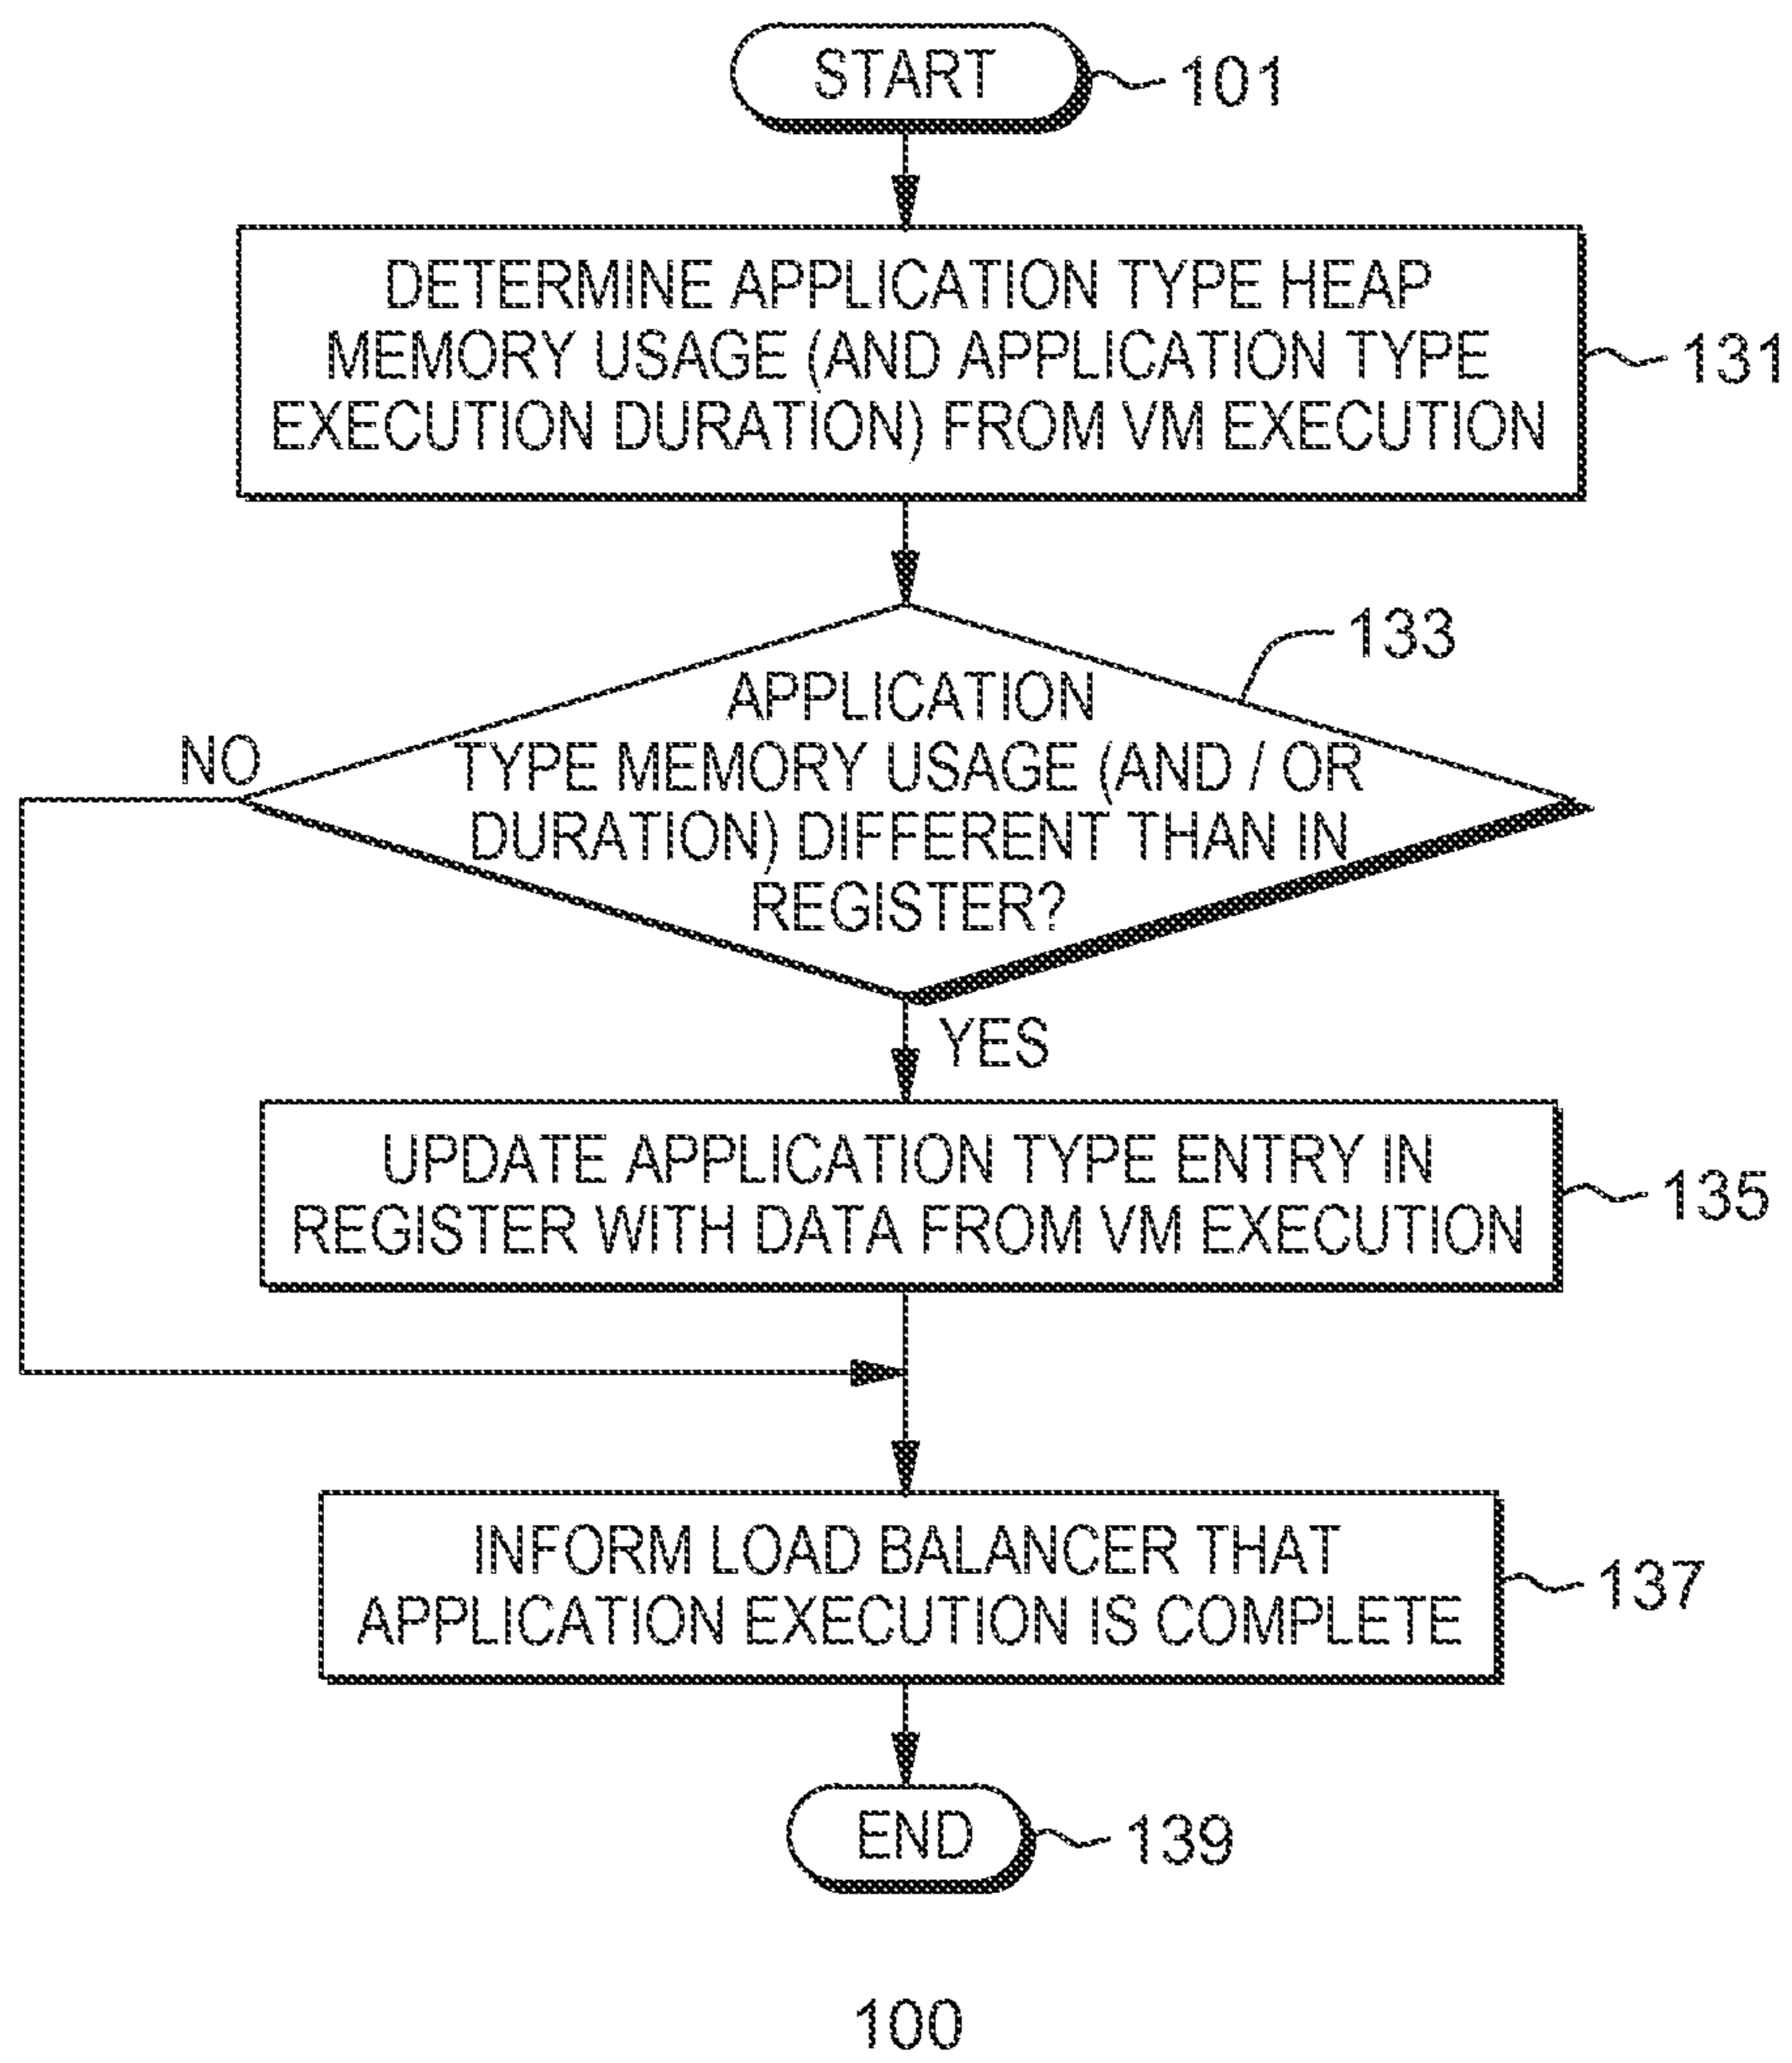 START
101
DETERMINE APPLICATION TYPE HEAP
MEMORY USAGE (AND APPLICATION TYPE
EXECUTION DURATION) FROM VM EXECUTION
131
133
APPLICATION
TYPE MEMORY USAGE (AND / OR
DURATION) DIFFERENT THAN IN
REGISTER?
NO
YES
UPDATE APPLICATION TYPE ENTRY IN
REGISTER WITH DATA FROM VM EXECUTION
135
INFORM LOAD BALANCER THAT
APPLICATION EXECUTION IS COMPLETE
137
END
139
100